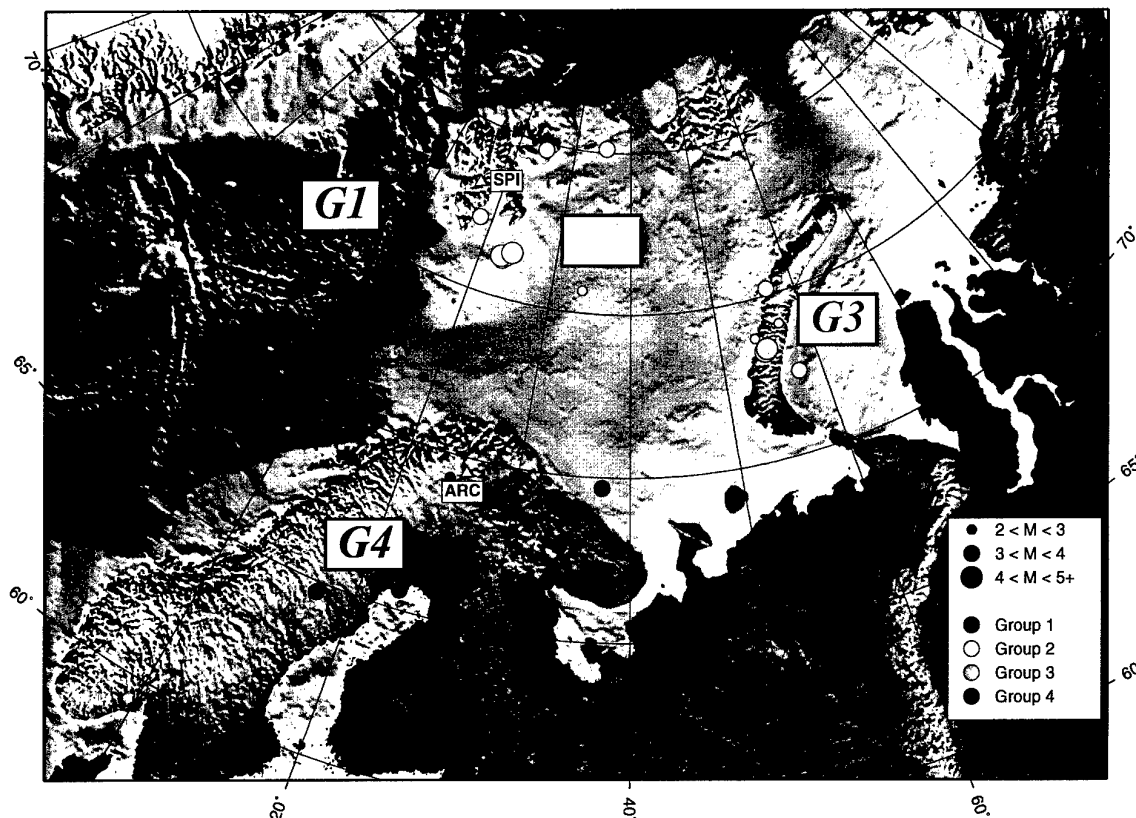 70°
G1
SPI
G3
70°
65°
ARC
G4
65°
2 < M < 3
3 < M < 4
4 < M < 5+
Group 1
Group 2
Group 3
Group 4
60°
60°
20°
40°
60°